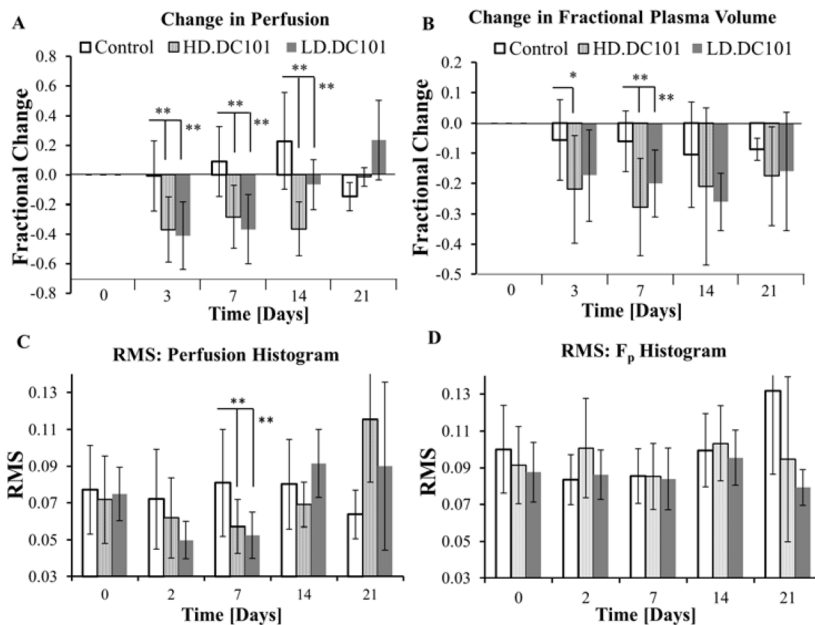 A
Change in Perfusion
Control HD.DC101 LD.DC101
Fractional Change
0.8
0.6
0.4
0.2
0.0
-0.2
-0.4
-0.6
-0.8
** ** ** ** ** **
0 3 7 14 21
Time [Days]
B
Change in Fractional Plasma Volume
Control HD.DC101 LD.DC101
Fractional Change
0.2
0.1
0.0
-0.1
-0.2
-0.3
-0.4
-0.5
* ** **
0 3 7 14 21
Time [Days]
C
RMS: Perfusion Histogram
RMS
0.13
0.11
0.09
0.07
0.05
0.03
** **
0 2 7 14 21
Time [Days]
D
RMS: Fp Histogram
RMS
0.13
0.11
0.09
0.07
0.05
0.03
0 2 7 14 21
Time [Days]